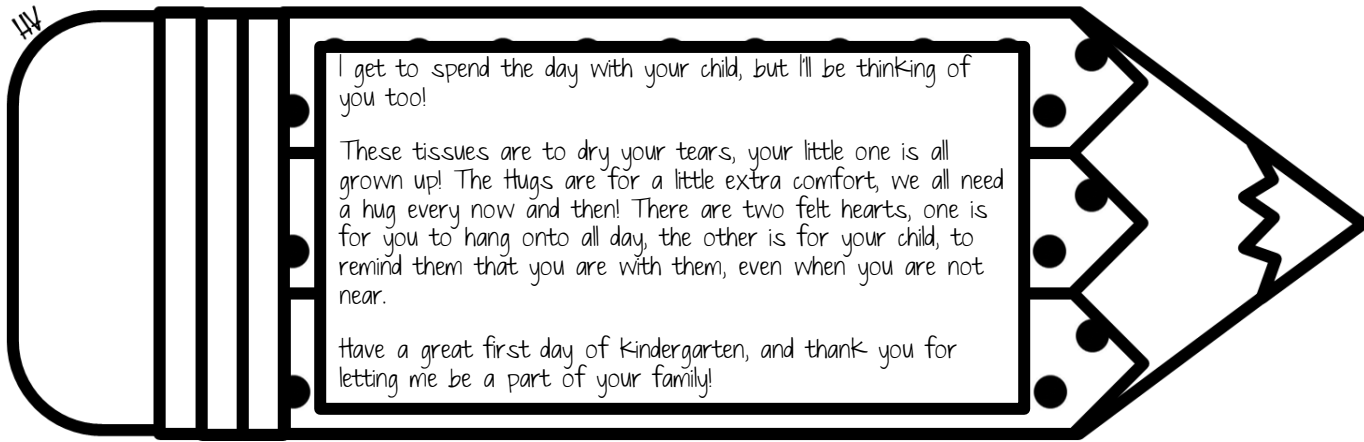 HV
I get to spend the day with your child, but I'll be thinking of
you too!
These tissues are to dry your tears, your little one is all
grown up! The Hugs are for a little extra comfort, we all need
a hug every now and then! There are two felt hearts, one is
for you to hang onto all day, the other is for your child, to
remind them that you are with them, even when you are not
near.
Have a great first day of Kindergarten, and thank you for
letting me be a part of your family!